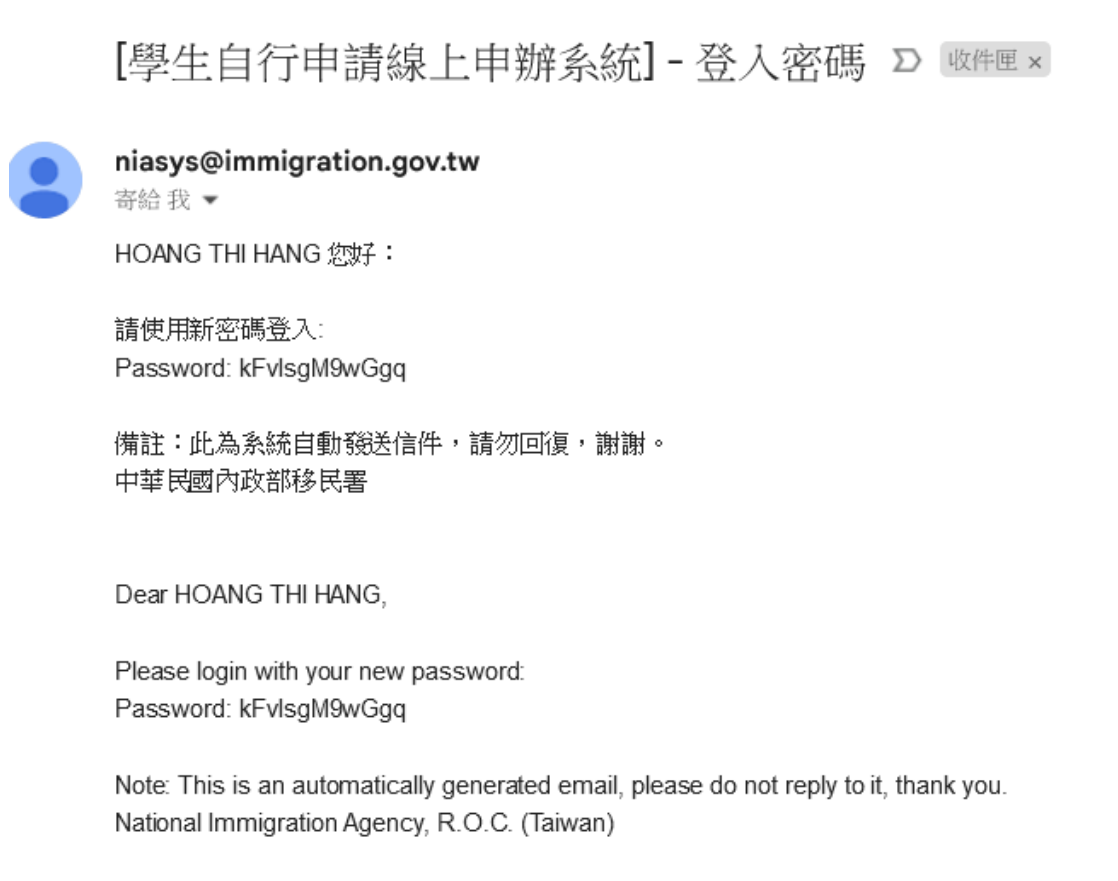 [學生自行申請線上申辦系統] - 登入密碼
收件匣 ×
niasys@immigration.gov.tw
寄給 我
HOANG THI HANG 您好：
請使用新密碼登入:
Password: kFvlsgM9wGgq
備註：此為系統自動發送信件，請勿回復，謝謝。
中華民國內政部移民署
Dear HOANG THI HANG,
Please login with your new password:
Password: kFvlsgM9wGgq
Note: This is an automatically generated email, please do not reply to it, thank you.
National Immigration Agency, R.O.C. (Taiwan)